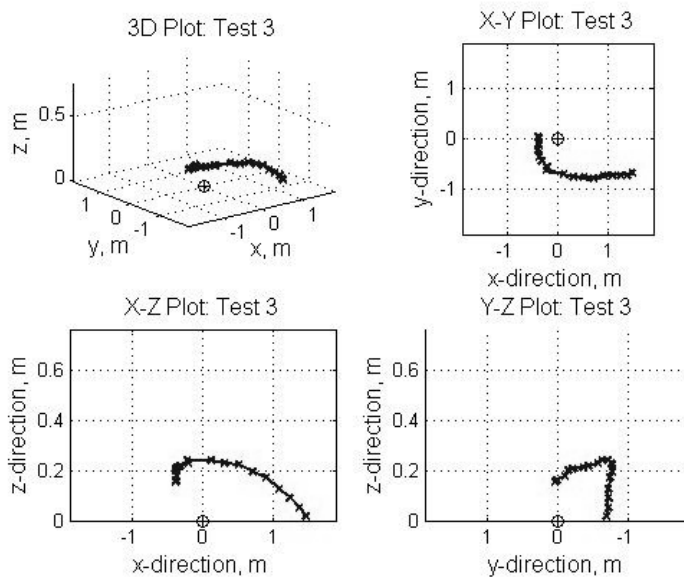 3D Plot: Test 3
z, m
0.5
0
1
0
-1
y, m
-1
0
1
x, m
X-Y Plot: Test 3
y-direction, m
1
0
-1
-1
0
1
x-direction, m
X-Z Plot: Test 3
z-direction, m
0.6
0.4
0.2
0
-1
0
1
x-direction, m
Y-Z Plot: Test 3
z-direction, m
0.6
0.4
0.2
0
1
0
-1
y-direction, m